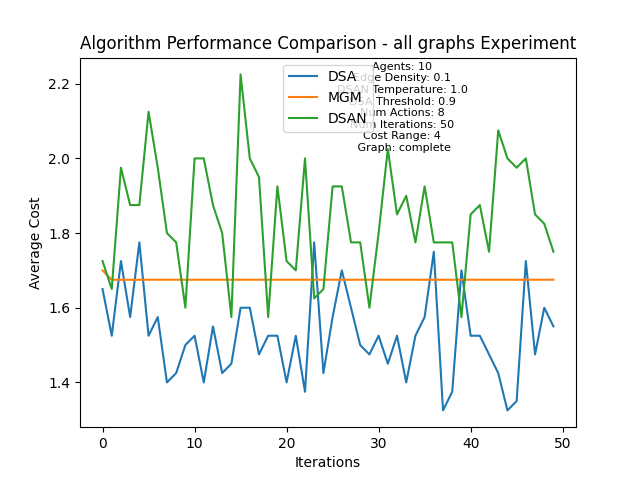 Algorithm Performance Comparison - all graphs Experiment
Agents: 10
Edge Density: 0.1
DSAN Temperature: 1.0
DSA Threshold: 0.9
Num Actions: 8
Num Iterations: 50
Cost Range: 4
Graph: complete
DSA
MGM
DSAN
Average Cost
2.2
2.0
1.8
1.6
1.4
0
10
20
30
40
50
Iterations